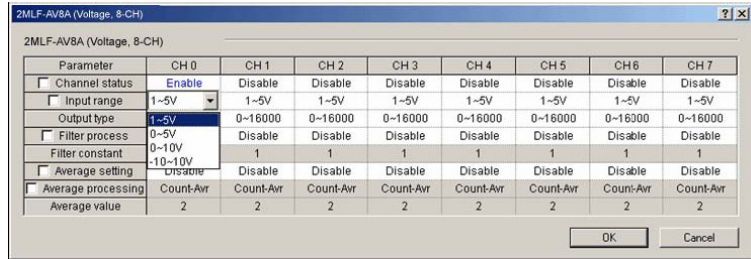 2MLF-AV8A (Voltage, 8-CH)
2MLF-AV8A (Voltage, 8-CH)
Parameter CH 0 CH 1 CH 2 CH 3 CH 4 CH 5 CH 6 CH 7
Channel status Enable Disable Disable Disable Disable Disable Disable Disable
Input range 1~5V 1~5V 1~5V 1~5V 1~5V 1~5V 1~5V 1~5V
Output type 1~5V 0~16000 0~16000 0~16000 0~16000 0~16000 0~16000 0~16000
Filter process 0~5V Disable Disable Disable Disable Disable Disable Disable
0~10V
Filter constant 1 1 1 1 1 1 1
-10~10V
Average setting Disable Disable Disable Disable Disable Disable Disable Disable
Average processing Count-Avr Count-Avr Count-Avr Count-Avr Count-Avr Count-Avr Count-Avr Count-Avr
Average value 2 2 2 2 2 2 2 2
OK Cancel